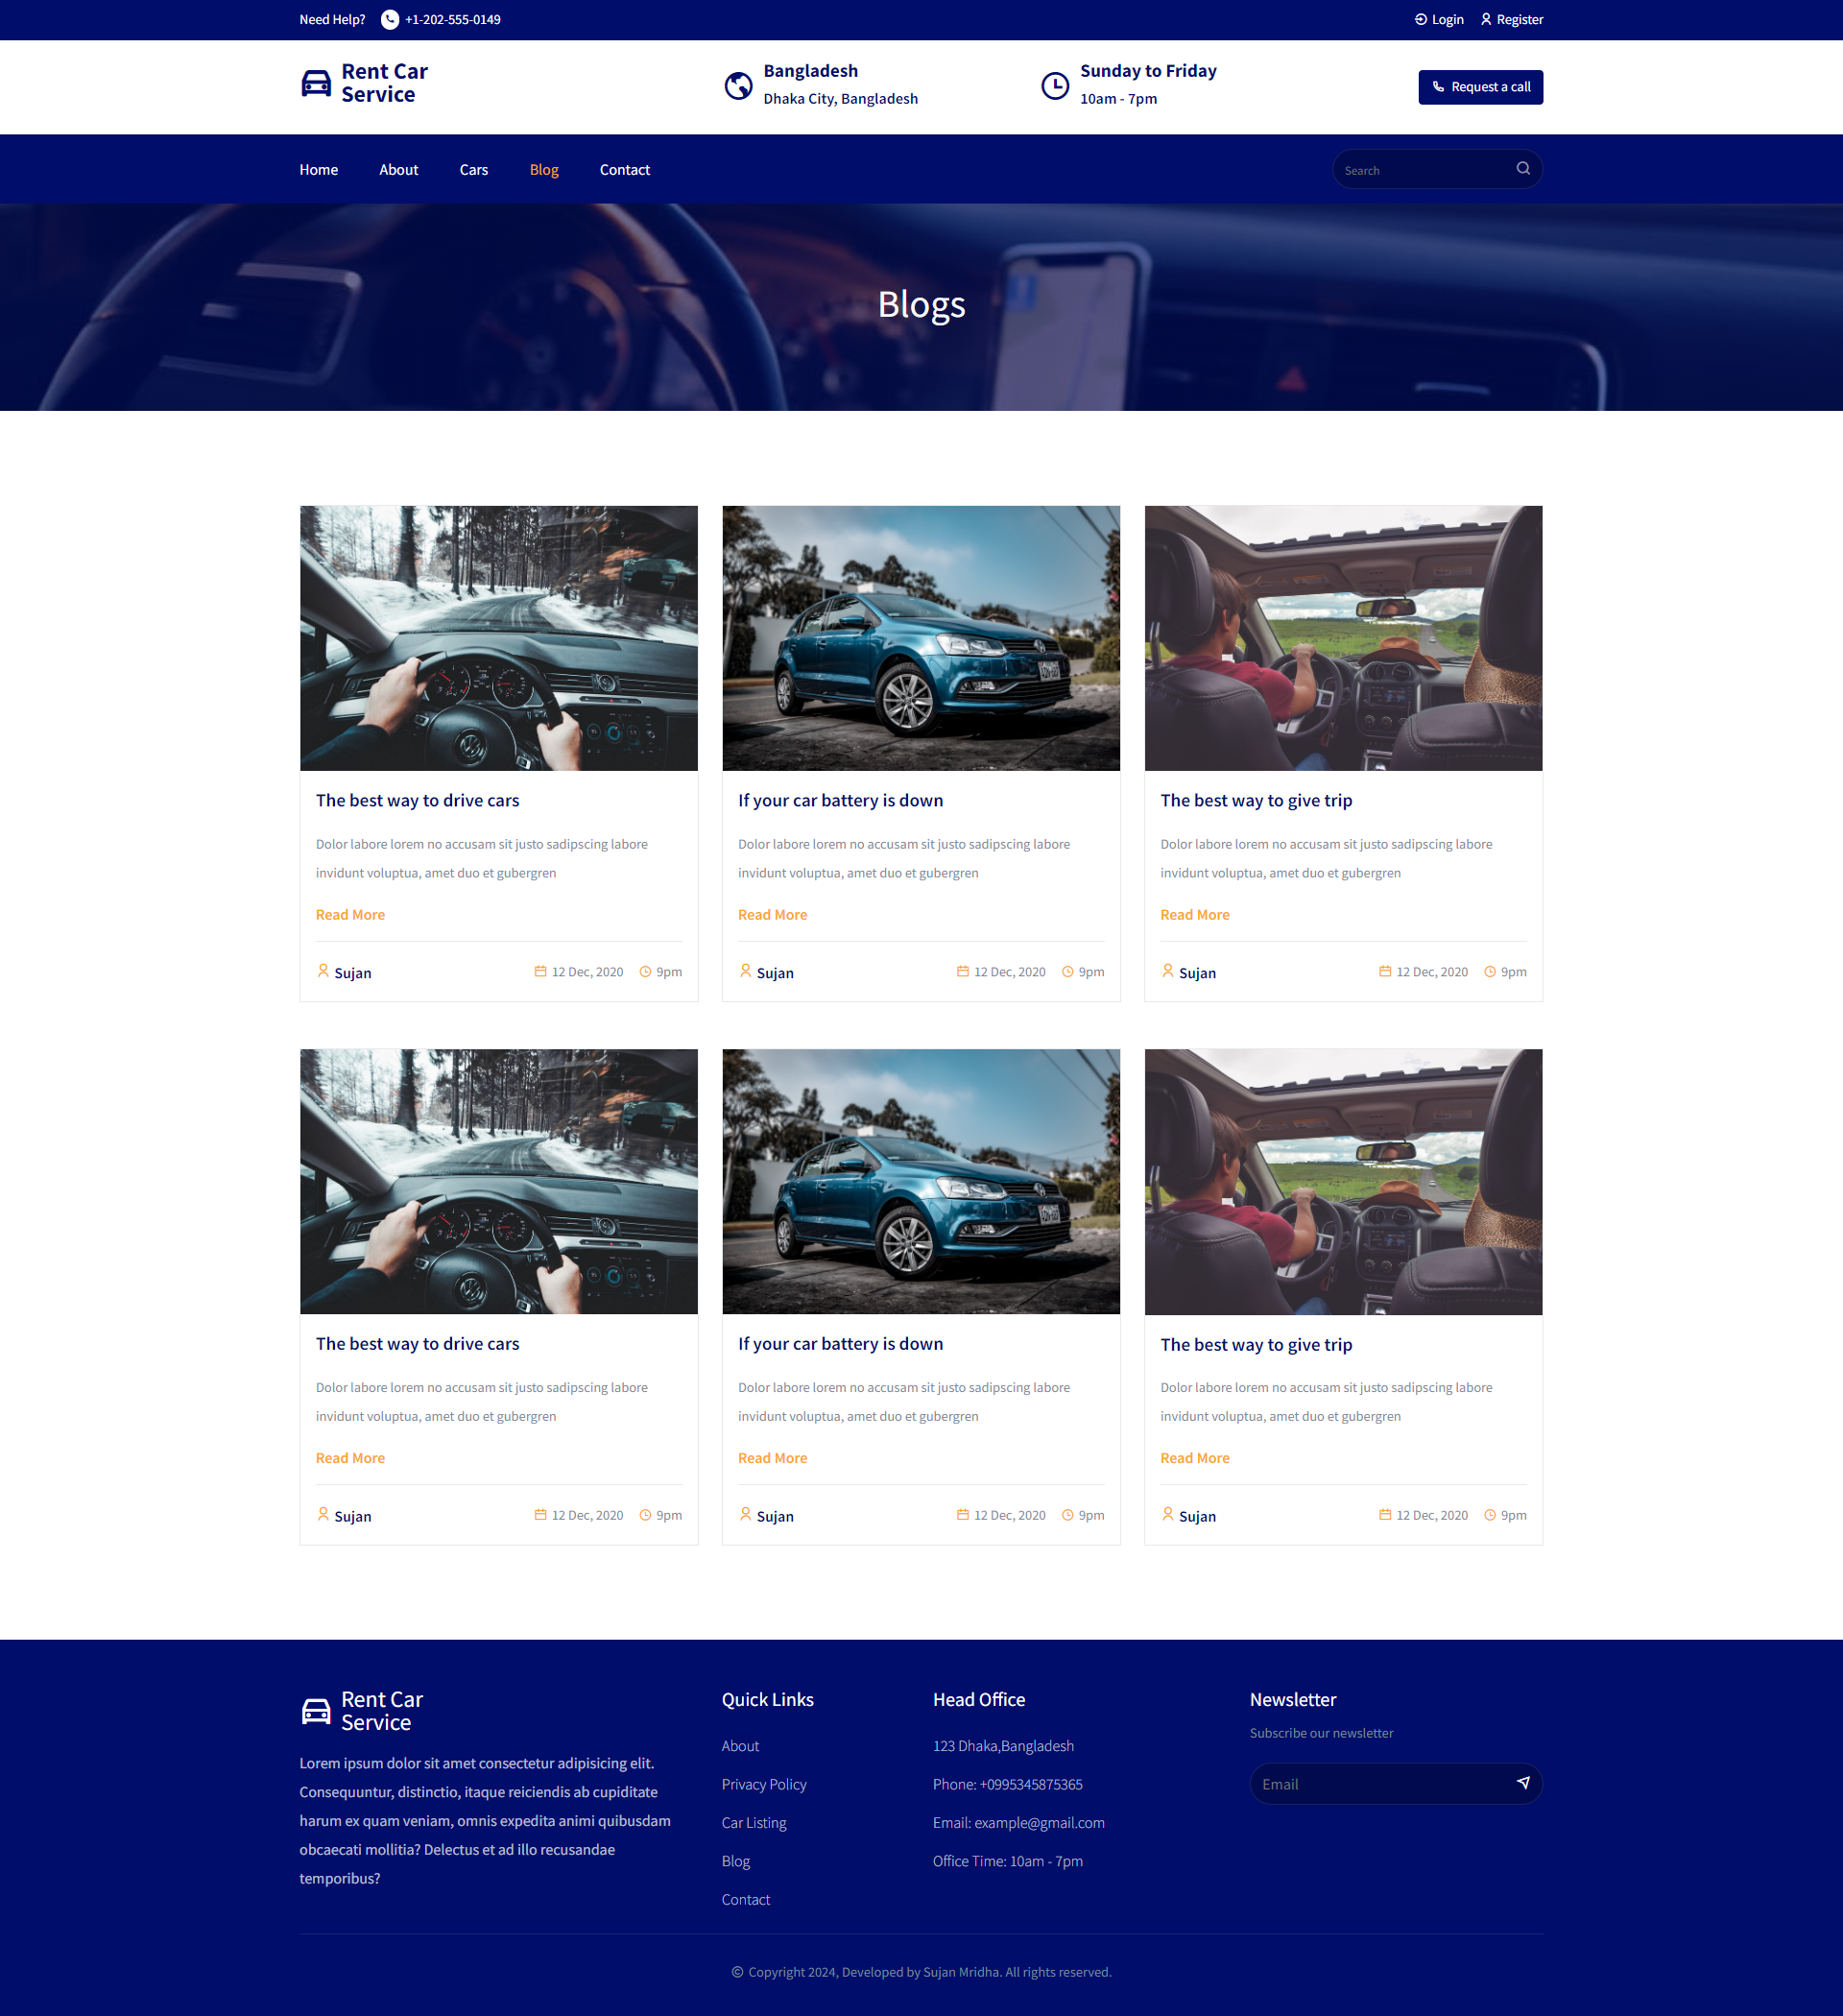 Need Help? +1-202-555-0149 Login Register
Rent Car
Service
Bangladesh
Dhaka City, Bangladesh
Sunday to Friday
10am - 7pm
Request a call
Home About Cars Blog Contact Search
Blogs
The best way to drive cars
Dolor labore lorem no accusam sit justo sadipscing labore
invidunt voluptua, amet duo et gubergren
Read More
Sujan 12 Dec, 2020 9pm
If your car battery is down
Dolor labore lorem no accusam sit justo sadipscing labore
invidunt voluptua, amet duo et gubergren
Read More
Sujan 12 Dec, 2020 9pm
The best way to give trip
Dolor labore lorem no accusam sit justo sadipscing labore
invidunt voluptua, amet duo et gubergren
Read More
Sujan 12 Dec, 2020 9pm
The best way to drive cars
Dolor labore lorem no accusam sit justo sadipscing labore
invidunt voluptua, amet duo et gubergren
Read More
Sujan 12 Dec, 2020 9pm
If your car battery is down
Dolor labore lorem no accusam sit justo sadipscing labore
invidunt voluptua, amet duo et gubergren
Read More
Sujan 12 Dec, 2020 9pm
The best way to give trip
Dolor labore lorem no accusam sit justo sadipscing labore
invidunt voluptua, amet duo et gubergren
Read More
Sujan 12 Dec, 2020 9pm
Rent Car
Service
Lorem ipsum dolor sit amet consectetur adipisicing elit.
Consequuntur, distinctio, itaque reiciendis ab cupiditate
harum ex quam veniam, omnis expedita animi quibusdam
obcaecati mollitia? Delectus et ad illo recusandae
temporibus?
Quick Links
About
Privacy Policy
Car Listing
Blog
Contact
Head Office
123 Dhaka,Bangladesh
Phone: +0995345875365
Email: example@gmail.com
Office Time: 10am - 7pm
Newsletter
Subscribe our newsletter
Email
© Copyright 2024, Developed by Sujan Mridha. All rights reserved.